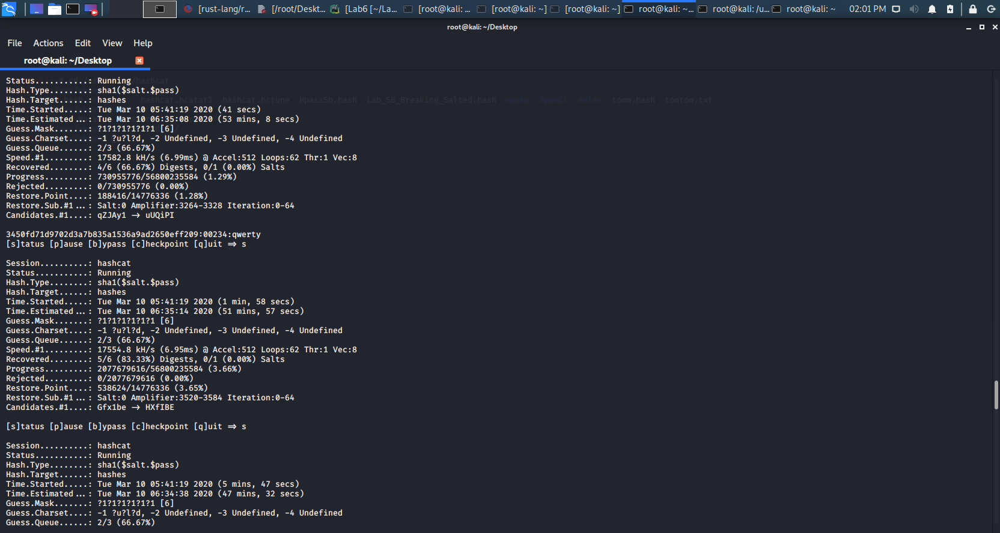 [rust-lang/r... [/root/Deskt... [Lab6 [~/La... [root@kali: ... [root@kali: ~] [root@kali: ~] root@kali: ~... root@kali: /u... root@kali: ~ 02:01 PM
root@kali: ~/Desktop
File Actions Edit View Help
root@kali: ~/Desktop
Status...........: Running
hashcat
Hash.Type........: sha1($salt.$pass)
Hash.Target......: hashes
hashcat.hcstat2 hashcat.hctune Hpass5b.hash Lab_5B_Breaking_Salted.hash masks OpenCL rules tomm.hash tomtom.txt
Time.Started.....: Tue Mar 10 05:41:19 2020 (41 secs)
Time.Estimated...: Tue Mar 10 06:35:08 2020 (53 mins, 8 secs)
Guess.Mask.......: ?1?1?1?1?1?1 [6]
Guess.Charset....: -1 ?u?l?d, -2 Undefined, -3 Undefined, -4 Undefined
Guess.Queue......: 2/3 (66.67%)
Speed.#1.........: 17582.8 kH/s (6.99ms) @ Accel:512 Loops:62 Thr:1 Vec:8
Recovered........: 4/6 (66.67%) Digests, 0/1 (0.00%) Salts
Progress.........: 730955776/56800235584 (1.29%)
Rejected.........: 0/730955776 (0.00%)
Restore.Point....: 188416/14776336 (1.28%)
Restore.Sub.#1...: Salt:0 Amplifier:3264-3328 Iteration:0-64
Candidates.#1....: qZJAy1 -> uUQiPI
3450fd71d9702d3a7b835a1536a9ad2650eff209:00234:qwerty
[s]tatus [p]ause [b]ypass [c]heckpoint [q]uit => s
Session..........: hashcat
Status...........: Running
Hash.Type........: sha1($salt.$pass)
Hash.Target......: hashes
Time.Started.....: Tue Mar 10 05:41:19 2020 (1 min, 58 secs)
Time.Estimated...: Tue Mar 10 06:35:14 2020 (51 mins, 57 secs)
Guess.Mask.......: ?1?1?1?1?1?1 [6]
Guess.Charset....: -1 ?u?l?d, -2 Undefined, -3 Undefined, -4 Undefined
Guess.Queue......: 2/3 (66.67%)
Speed.#1.........: 17554.8 kH/s (6.95ms) @ Accel:512 Loops:62 Thr:1 Vec:8
Recovered........: 5/6 (83.33%) Digests, 0/1 (0.00%) Salts
Progress.........: 2077679616/56800235584 (3.66%)
Rejected.........: 0/2077679616 (0.00%)
Restore.Point....: 538624/14776336 (3.65%)
Restore.Sub.#1...: Salt:0 Amplifier:3520-3584 Iteration:0-64
Candidates.#1....: Gfx1be -> HXfIBE
[s]tatus [p]ause [b]ypass [c]heckpoint [q]uit => s
Session..........: hashcat
Status...........: Running
Hash.Type........: sha1($salt.$pass)
Hash.Target......: hashes
Time.Started.....: Tue Mar 10 05:41:19 2020 (5 mins, 47 secs)
Time.Estimated...: Tue Mar 10 06:34:38 2020 (47 mins, 32 secs)
Guess.Mask.......: ?1?1?1?1?1?1 [6]
Guess.Charset....: -1 ?u?l?d, -2 Undefined, -3 Undefined, -4 Undefined
Guess.Queue......: 2/3 (66.67%)